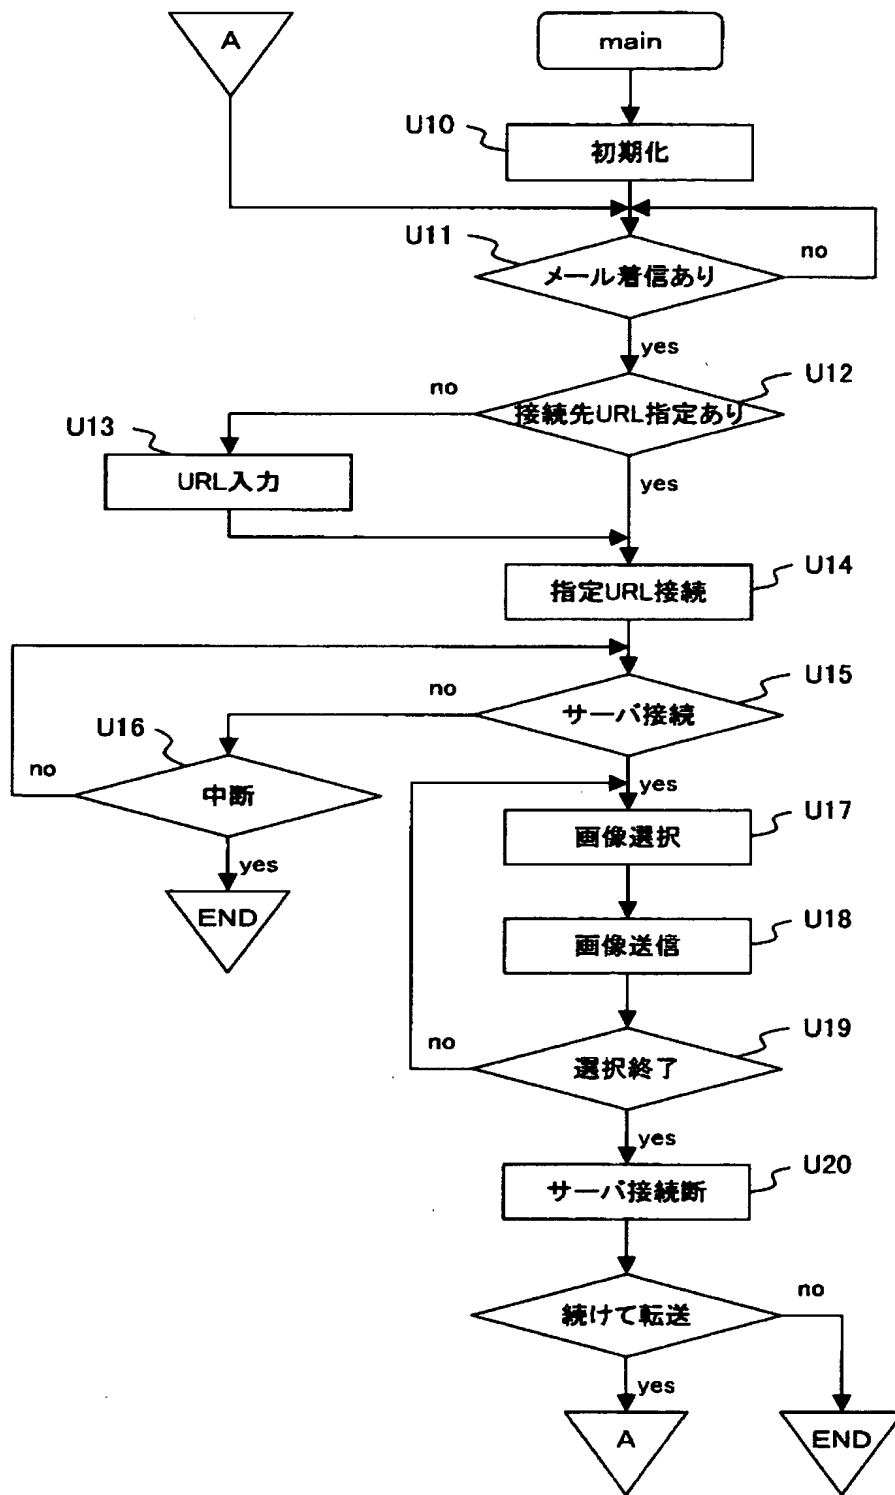 A
main
U10
初期化
U11
メール着信あり
no
yes
U12
接続先URL指定あり
no
U13
URL入力
yes
U14
指定URL接続
U15
サーバ接続
no
U16
中断
no
yes
END
yes
U17
画像選択
U18
画像送信
U19
選択終了
no
yes
U20
サーバ接続断
続けて転送
no
yes
A
END